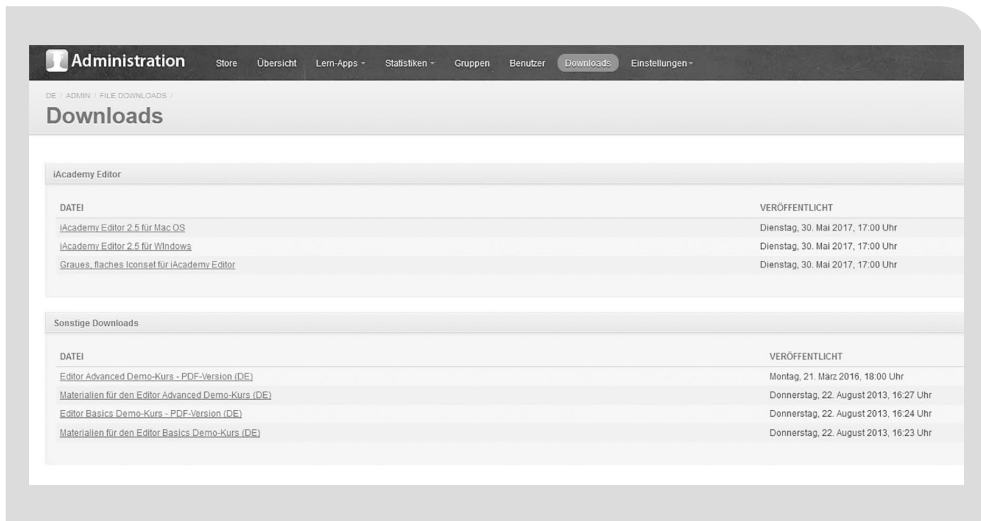 Administration Store Übersicht Lern-Apps Statistiken Gruppen Benutzer Downloads Einstellungen
DE / ADMIN / FILE DOWNLOADS /
Downloads
iAcademy Editor
DATEI VERÖFFENTLICHT
iAcademy Editor 2.5 für Mac OS Dienstag, 30. Mai 2017, 17:00 Uhr
iAcademy Editor 2.5 für WIndows Dienstag, 30. Mai 2017, 17:00 Uhr
Graues, flaches Iconset für iAcademy Editor Dienstag, 30. Mai 2017, 17:00 Uhr
Sonstige Downloads
DATEI VERÖFFENTLICHT
Editor Advanced Demo-Kurs - PDF-Version (DE) Montag, 21. März 2016, 18:00 Uhr
Materialien für den Editor Advanced Demo-Kurs (DE) Donnerstag, 22. August 2013, 16:27 Uhr
Editor Basics Demo-Kurs - PDF-Version (DE) Donnerstag, 22. August 2013, 16:24 Uhr
Materialien für den Editor Basics Demo-Kurs (DE) Donnerstag, 22. August 2013, 16:23 Uhr